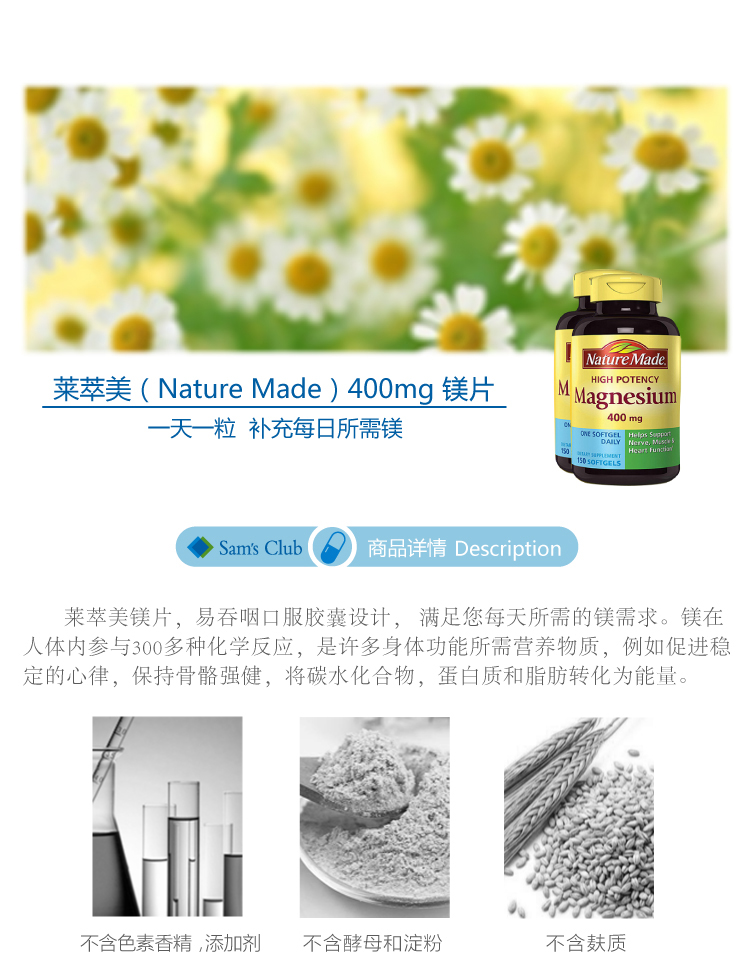 莱萃美（Nature Made）400mg 镁片
一天一粒 补充每日所需镁
Nature Made
HIGH POTENCY
Magnesium
400 mg
ONE SOFTGEL
DAILY
Helps Support
Nerve, Muscle &
Heart Function
DIETARY SUPPLEMENT
150 SOFTGELS
M
150
Sam's Club
商品详情 Description
莱萃美镁片，易吞咽口服胶囊设计， 满足您每天所需的镁需求。镁在
人体内参与300多种化学反应，是许多身体功能所需营养物质，例如促进稳
定的心律，保持骨骼强健，将碳水化合物，蛋白质和脂肪转化为能量。
不含色素香精 ,添加剂
不含酵母和淀粉
不含麸质